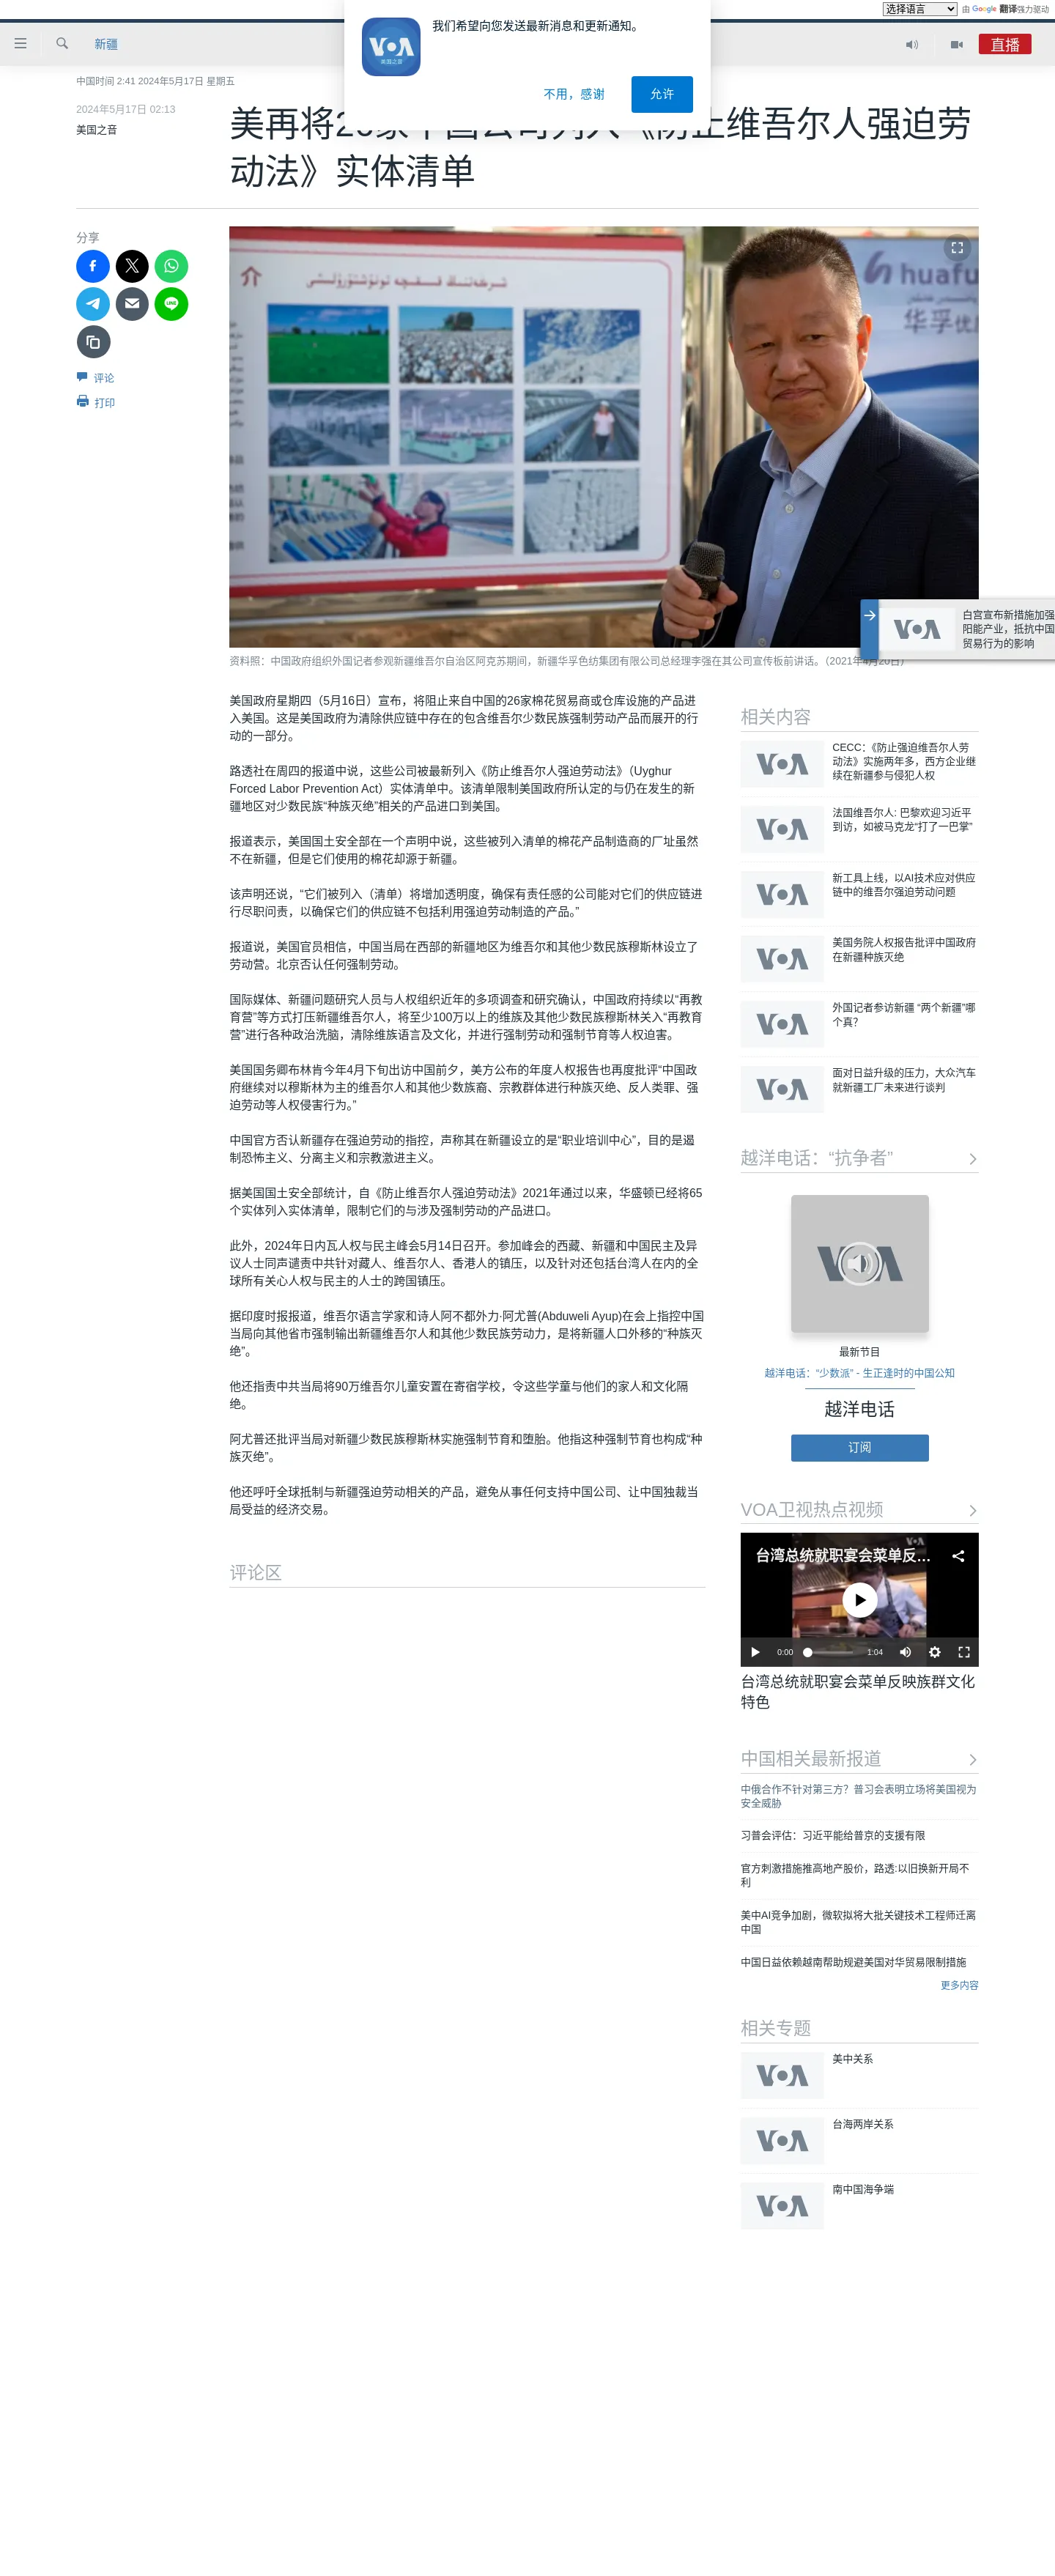 选择语言
由 Google 翻译强力驱动
我们希望向您发送最新消息和更新通知。
VOA
美国之音
不用，感谢
允许
新疆
直播
中国时间 2:41 2024年5月17日 星期五
2024年5月17日 02:13
美国之音
美再将26家中国公司列入《防止维吾尔人强迫劳
动法》实体清单
分享
评论
打印
介
huafu
华孚优
白宫宣布新措施加强
阳能产业，抵抗中国
贸易行为的影响
资料照：中国政府组织外国记者参观新疆维吾尔自治区阿克苏期间，新疆华孚色纺集团有限公司总经理李强在其公司宣传板前讲话。（2021年4月20日）
美国政府星期四（5月16日）宣布，将阻止来自中国的26家棉花贸易商或仓库设施的产品进
入美国。这是美国政府为清除供应链中存在的包含维吾尔少数民族强制劳动产品而展开的行
动的一部分。
路透社在周四的报道中说，这些公司被最新列入《防止维吾尔人强迫劳动法》（Uyghur
Forced Labor Prevention Act）实体清单中。该清单限制美国政府所认定的与仍在发生的新
疆地区对少数民族“种族灭绝”相关的产品进口到美国。
报道表示，美国国土安全部在一个声明中说，这些被列入清单的棉花产品制造商的厂址虽然
不在新疆，但是它们使用的棉花却源于新疆。
该声明还说，“它们被列入（清单）将增加透明度，确保有责任感的公司能对它们的供应链进
行尽职问责，以确保它们的供应链不包括利用强迫劳动制造的产品。”
报道说，美国官员相信，中国当局在西部的新疆地区为维吾尔和其他少数民族穆斯林设立了
劳动营。北京否认任何强制劳动。
国际媒体、新疆问题研究人员与人权组织近年的多项调查和研究确认，中国政府持续以“再教
育营”等方式打压新疆维吾尔人，将至少100万以上的维族及其他少数民族穆斯林关入“再教育
营”进行各种政治洗脑，清除维族语言及文化，并进行强制劳动和强制节育等人权迫害。
美国国务卿布林肯今年4月下旬出访中国前夕，美方公布的年度人权报告也再度批评“中国政
府继续对以穆斯林为主的维吾尔人和其他少数族裔、宗教群体进行种族灭绝、反人类罪、强
迫劳动等人权侵害行为。”
中国官方否认新疆存在强迫劳动的指控，声称其在新疆设立的是“职业培训中心”，目的是遏
制恐怖主义、分离主义和宗教激进主义。
据美国国土安全部统计，自《防止维吾尔人强迫劳动法》2021年通过以来，华盛顿已经将65
个实体列入实体清单，限制它们的与涉及强制劳动的产品进口。
此外，2024年日内瓦人权与民主峰会5月14日召开。参加峰会的西藏、新疆和中国民主及异
议人士同声谴责中共针对藏人、维吾尔人、香港人的镇压，以及针对还包括台湾人在内的全
球所有关心人权与民主的人士的跨国镇压。
据印度时报报道，维吾尔语言学家和诗人阿不都外力·阿尤普(Abduweli Ayup)在会上指控中国
当局向其他省市强制输出新疆维吾尔人和其他少数民族劳动力，是将新疆人口外移的“种族灭
绝”。
他还指责中共当局将90万维吾尔儿童安置在寄宿学校，令这些学童与他们的家人和文化隔
绝。
阿尤普还批评当局对新疆少数民族穆斯林实施强制节育和堕胎。他指这种强制节育也构成“种
族灭绝”。
他还呼吁全球抵制与新疆强迫劳动相关的产品，避免从事任何支持中国公司、让中国独裁当
局受益的经济交易。
评论区
相关内容
VOA
CECC：《防止强迫维吾尔人劳
动法》实施两年多，西方企业继
续在新疆参与侵犯人权
VOA
法国维吾尔人: 巴黎欢迎习近平
到访，如被马克龙“打了一巴掌”
VOA
新工具上线，以AI技术应对供应
链中的维吾尔强迫劳动问题
VOA
美国务院人权报告批评中国政府
在新疆种族灭绝
VOA
外国记者参访新疆 “两个新疆”哪
个真？
VOA
面对日益升级的压力，大众汽车
就新疆工厂未来进行谈判
越洋电话：“抗争者”
VOA
最新节目
越洋电话：“少数派” - 生正逢时的中国公知
越洋电话
订阅
VOA卫视热点视频
VOA
台湾总统就职宴会菜单反…
0:00
1:04
台湾总统就职宴会菜单反映族群文化
特色
中国相关最新报道
中俄合作不针对第三方？普习会表明立场将美国视为
安全威胁
习普会评估：习近平能给普京的支援有限
官方刺激措施推高地产股价，路透:以旧换新开局不
利
美中AI竞争加剧，微软拟将大批关键技术工程师迁离
中国
中国日益依赖越南帮助规避美国对华贸易限制措施
更多内容
相关专题
VOA
美中关系
VOA
台海两岸关系
VOA
南中国海争端